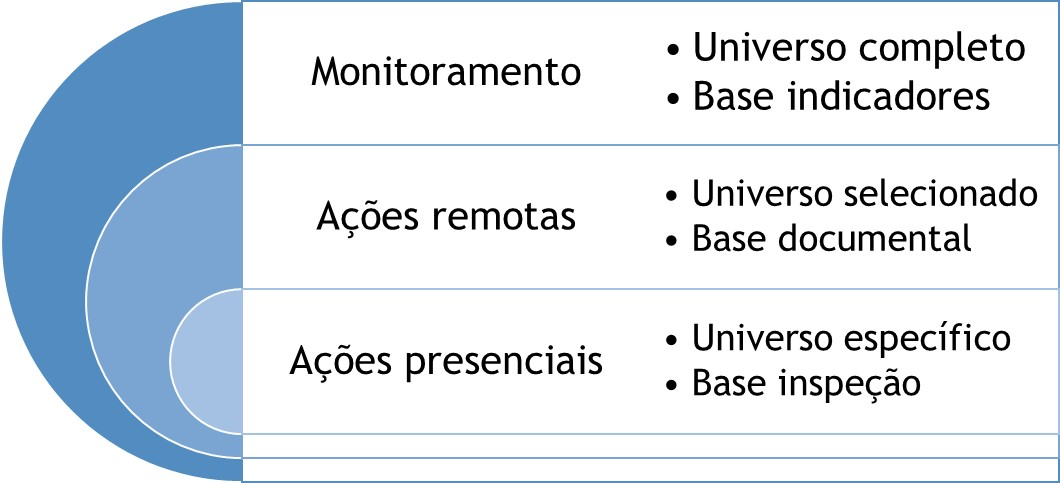 Monitoramento
• Universo completo
• Base indicadores
Ações remotas
• Universo selecionado
• Base documental
Ações presenciais
• Universo específico
• Base inspeção